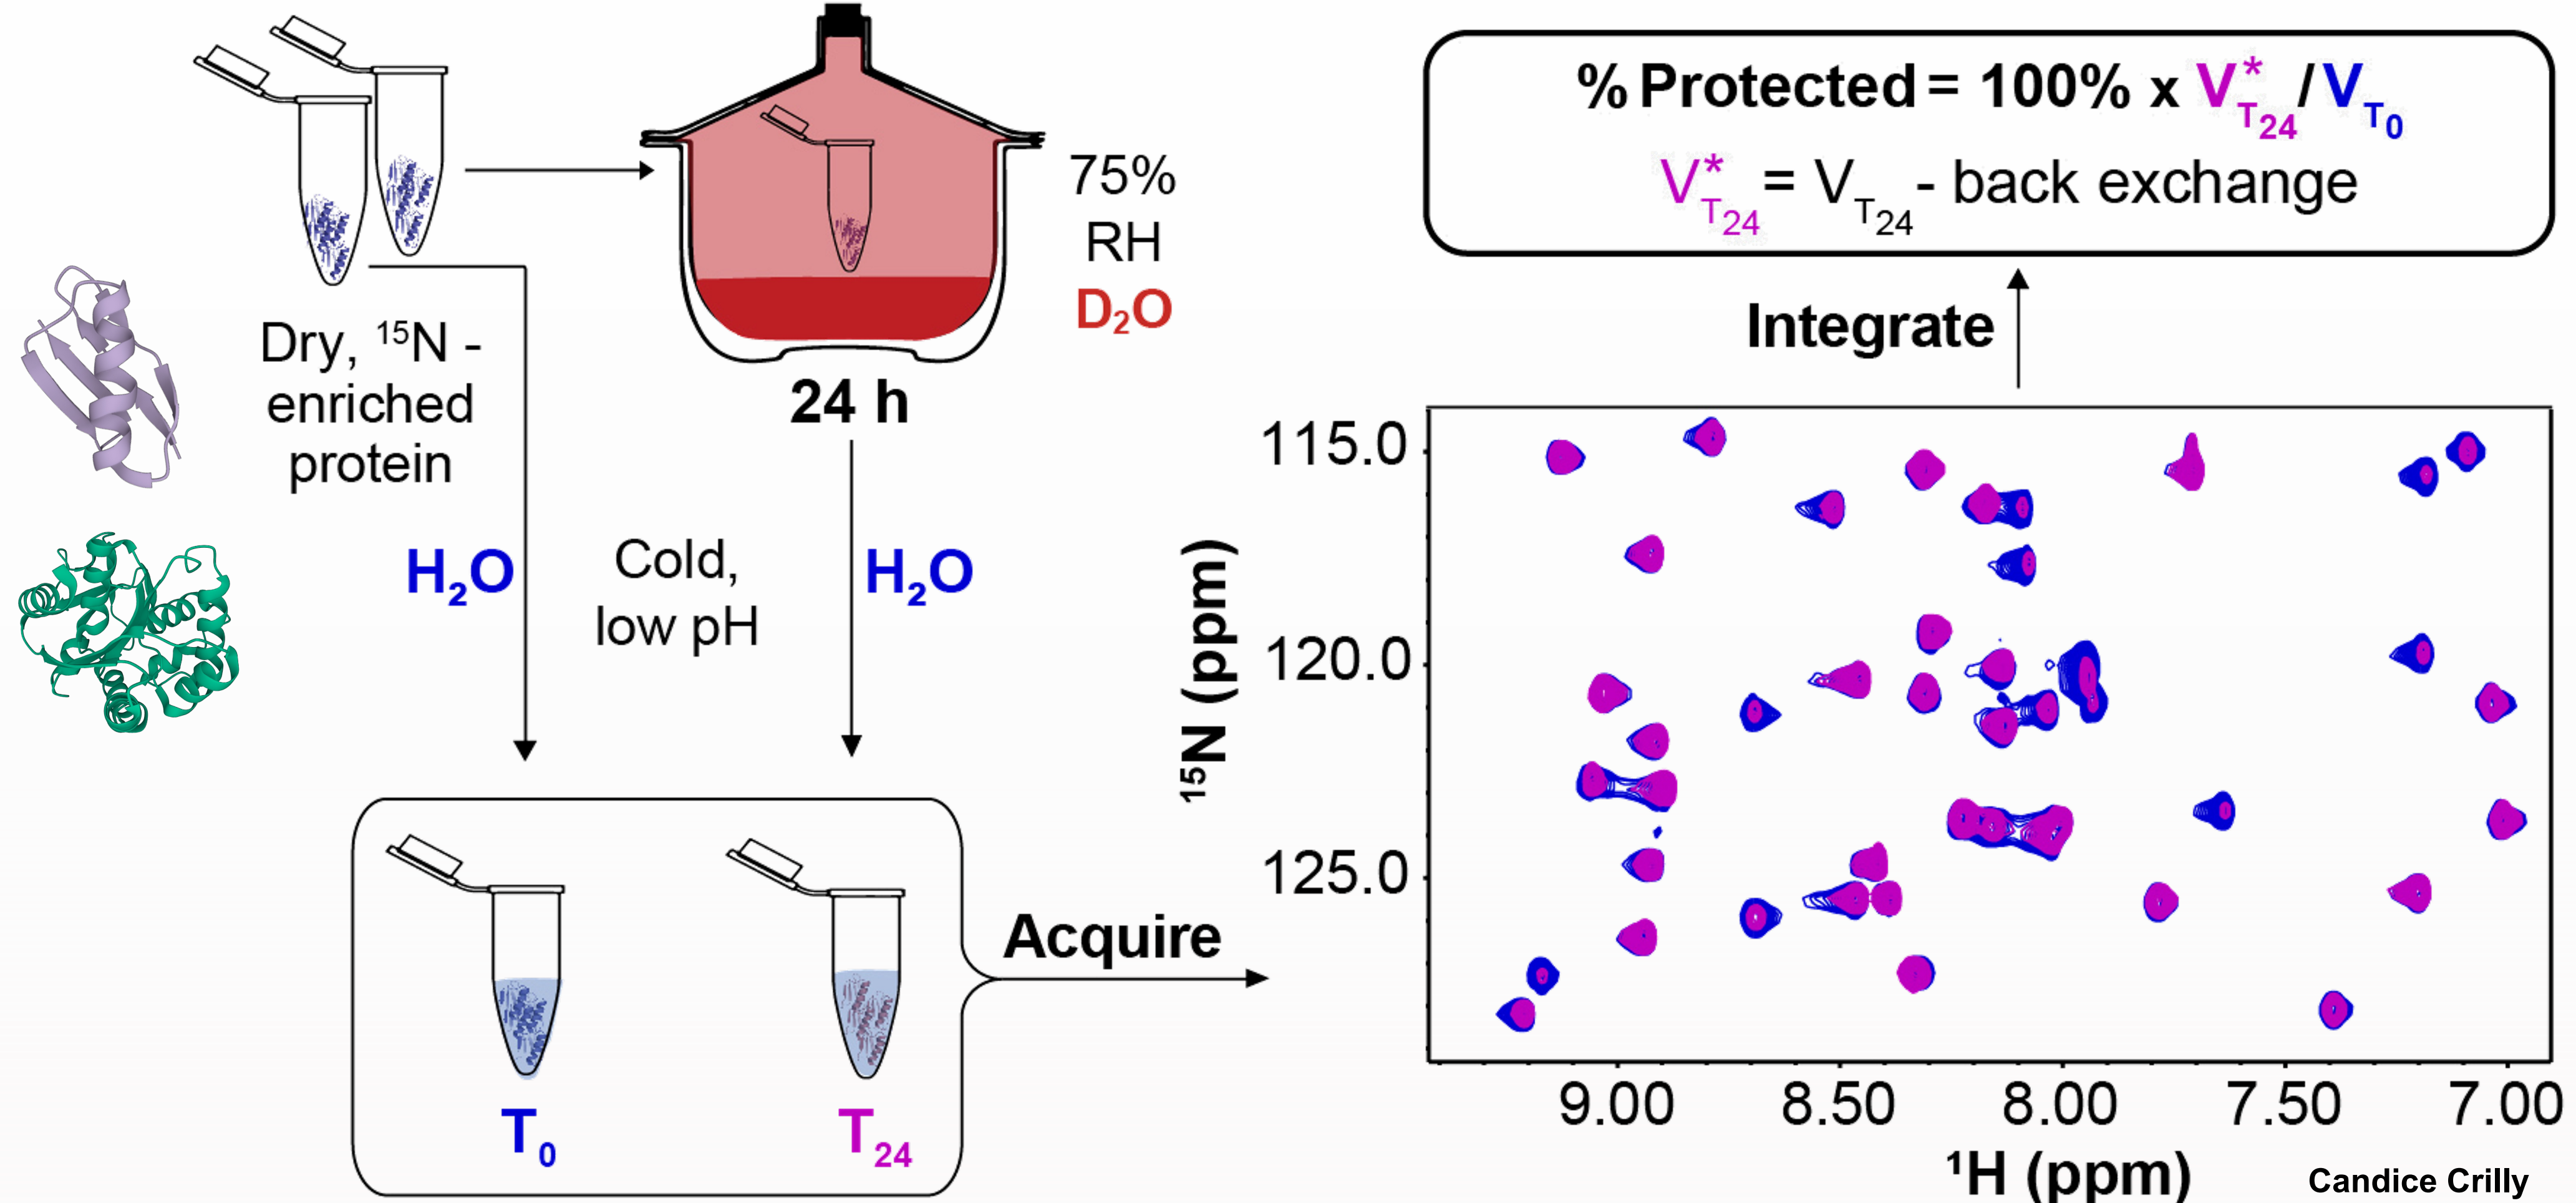 Dry, ¹⁵N -
enriched
protein
75%
RH
D₂O
24 h
H₂O
Cold,
low pH
H₂O
T₀
T₂₄
Acquire
% Protected = 100% x V*T₂₄ / VT₀
V*T₂₄ = VT₂₄ - back exchange
Integrate
¹⁵N (ppm)
115.0
120.0
125.0
9.00 8.50 8.00 7.50 7.00
¹H (ppm)
Candice Crilly